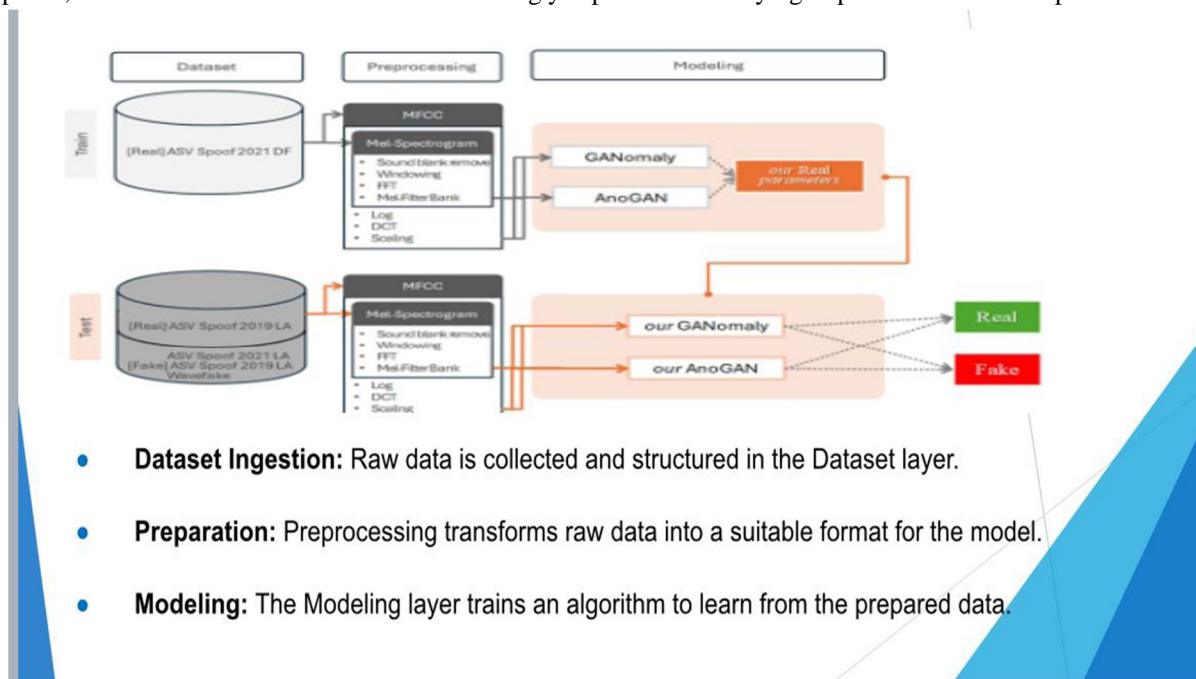 Dataset
Preprocessing
Modeling
Train
[Real] ASV Spoof 2021 DF
MFCC
Mel-Spectrogram
• Sound blank remove
• Windowing
• FFT
• Mel-FilterBank
• Log
• DCT
• Scaling
GANomaly
AnoGAN
our Real
parameters
Test
[Real] ASV Spoof 2019 LA
ASV Spoof 2021 LA
[Fake] ASV Spoof 2019 LA
Wavefake
MFCC
Mel-Spectrogram
• Sound blank remove
• Windowing
• FFT
• Mel-FilterBank
• Log
• DCT
• Scaling
our GANomaly
our AnoGAN
Real
Fake
• Dataset Ingestion: Raw data is collected and structured in the Dataset layer.
• Preparation: Preprocessing transforms raw data into a suitable format for the model.
• Modeling: The Modeling layer trains an algorithm to learn from the prepared data.